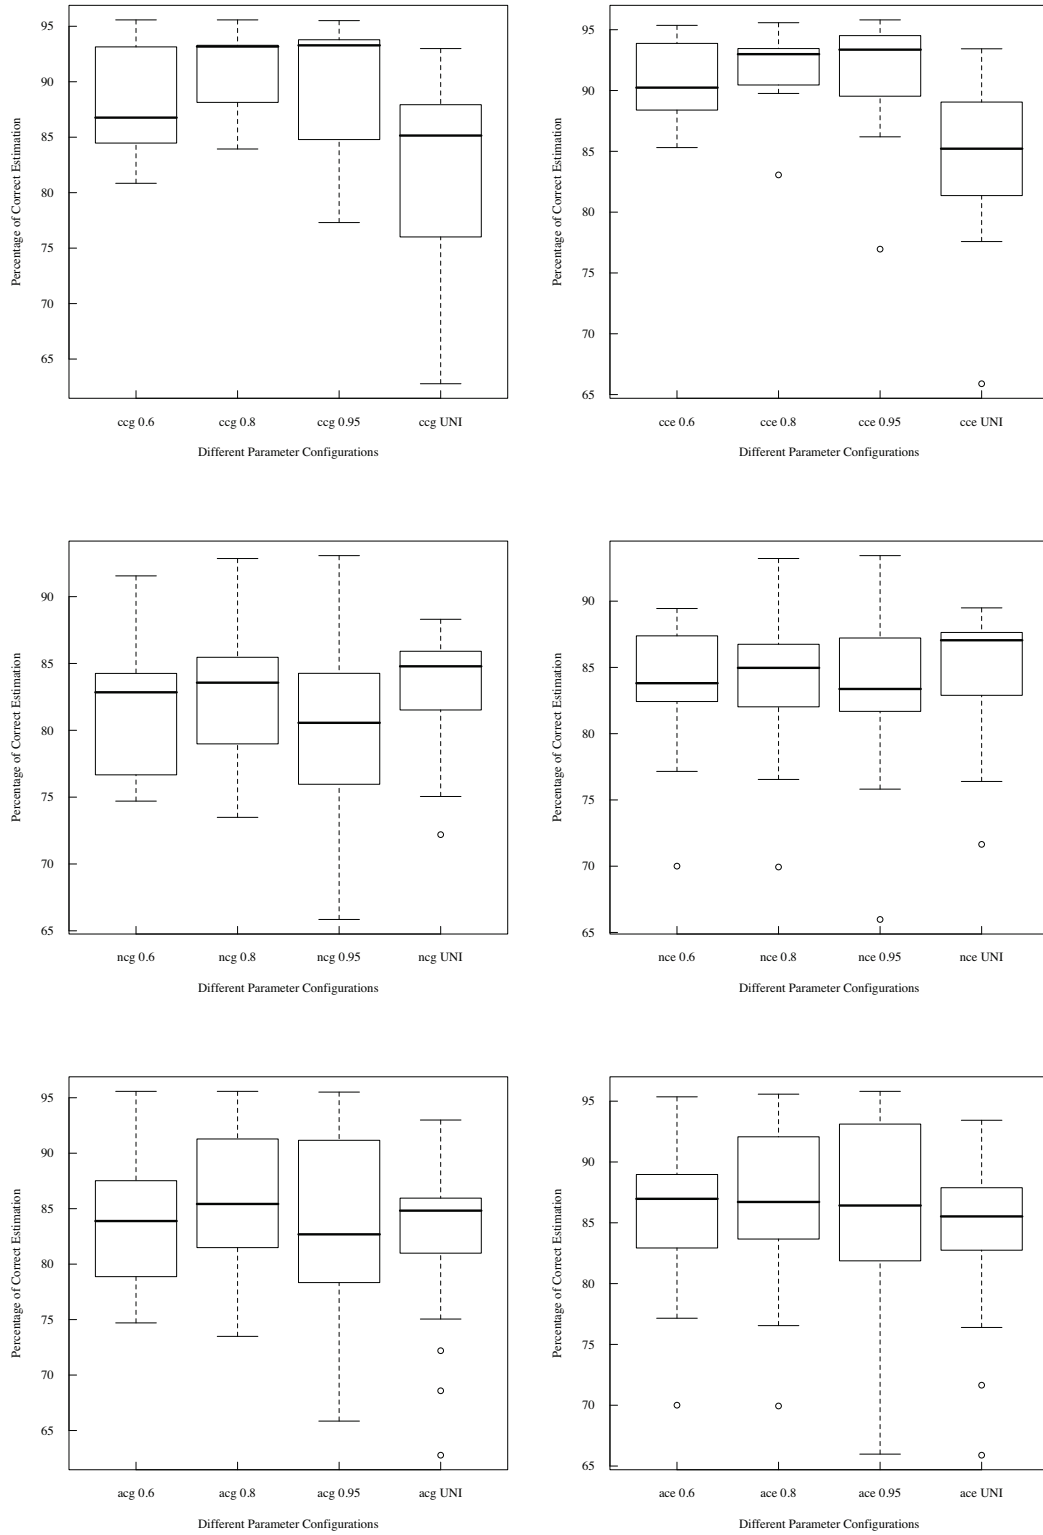 Percentage of Correct Estimation
95
90
85
80
75
70
65
ccg 0.6 ccg 0.8 ccg 0.95 ccg UNI
Different Parameter Configurations
Percentage of Correct Estimation
95
90
85
80
75
70
65
cce 0.6 cce 0.8 cce 0.95 cce UNI
Different Parameter Configurations
Percentage of Correct Estimation
90
85
80
75
70
65
ncg 0.6 ncg 0.8 ncg 0.95 ncg UNI
Different Parameter Configurations
Percentage of Correct Estimation
90
85
80
75
70
65
nce 0.6 nce 0.8 nce 0.95 nce UNI
Different Parameter Configurations
Percentage of Correct Estimation
95
90
85
80
75
70
65
acg 0.6 acg 0.8 acg 0.95 acg UNI
Different Parameter Configurations
Percentage of Correct Estimation
95
90
85
80
75
70
65
ace 0.6 ace 0.8 ace 0.95 ace UNI
Different Parameter Configurations